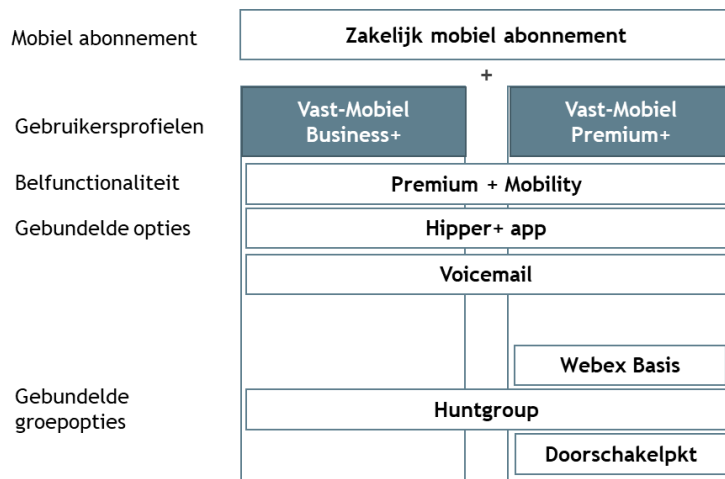 Mobiel abonnement
Zakelijk mobiel abonnement
+
Gebruikersprofielen
Vast-Mobiel
Business+
Vast-Mobiel
Premium+
Belfunctionaliteit
Premium + Mobility
Gebundelde opties
Hipper+ app
Voicemail
Webex Basis
Gebundelde
groepopties
Huntgroup
Doorschakelpkt